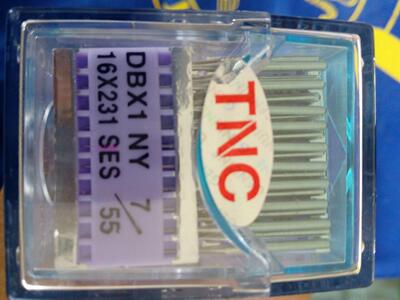 DBX1 NY 7/55
16X231 SES
TNC